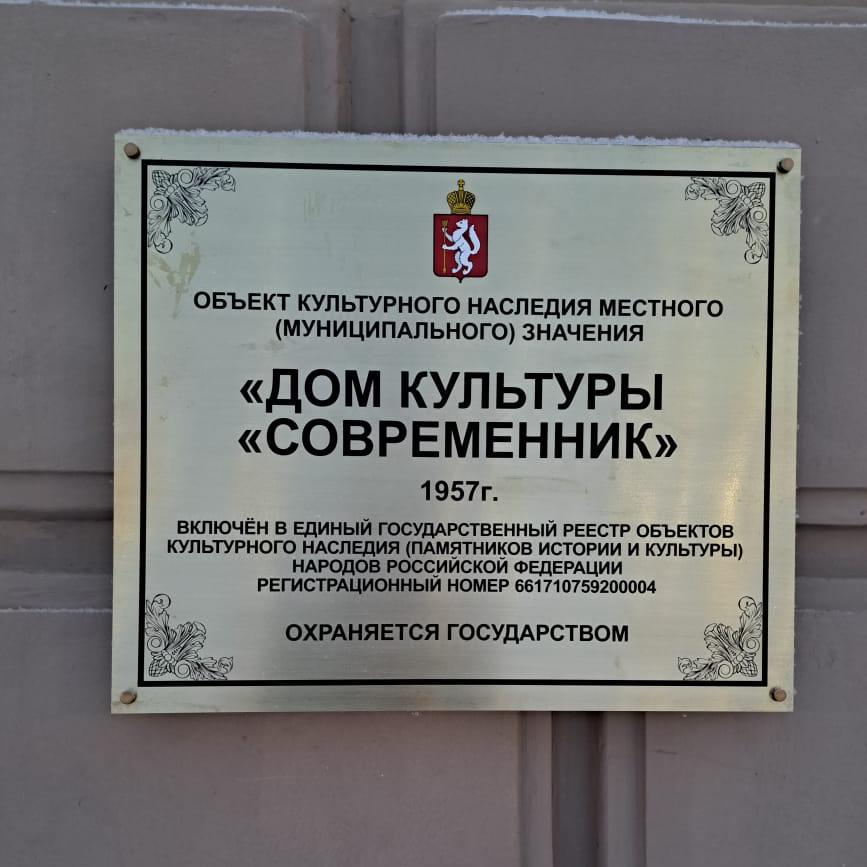 ОБЪЕКТ КУЛЬТУРНОГО НАСЛЕДИЯ МЕСТНОГО
(МУНИЦИПАЛЬНОГО) ЗНАЧЕНИЯ
«ДОМ КУЛЬТУРЫ
«СОВРЕМЕННИК»
1957г.
ВКЛЮЧЁН В ЕДИНЫЙ ГОСУДАРСТВЕННЫЙ РЕЕСТР ОБЪЕКТОВ
КУЛЬТУРНОГО НАСЛЕДИЯ (ПАМЯТНИКОВ ИСТОРИИ И КУЛЬТУРЫ)
НАРОДОВ РОССИЙСКОЙ ФЕДЕРАЦИИ
РЕГИСТРАЦИОННЫЙ НОМЕР 661710759200004
ОХРАНЯЕТСЯ ГОСУДАРСТВОМ